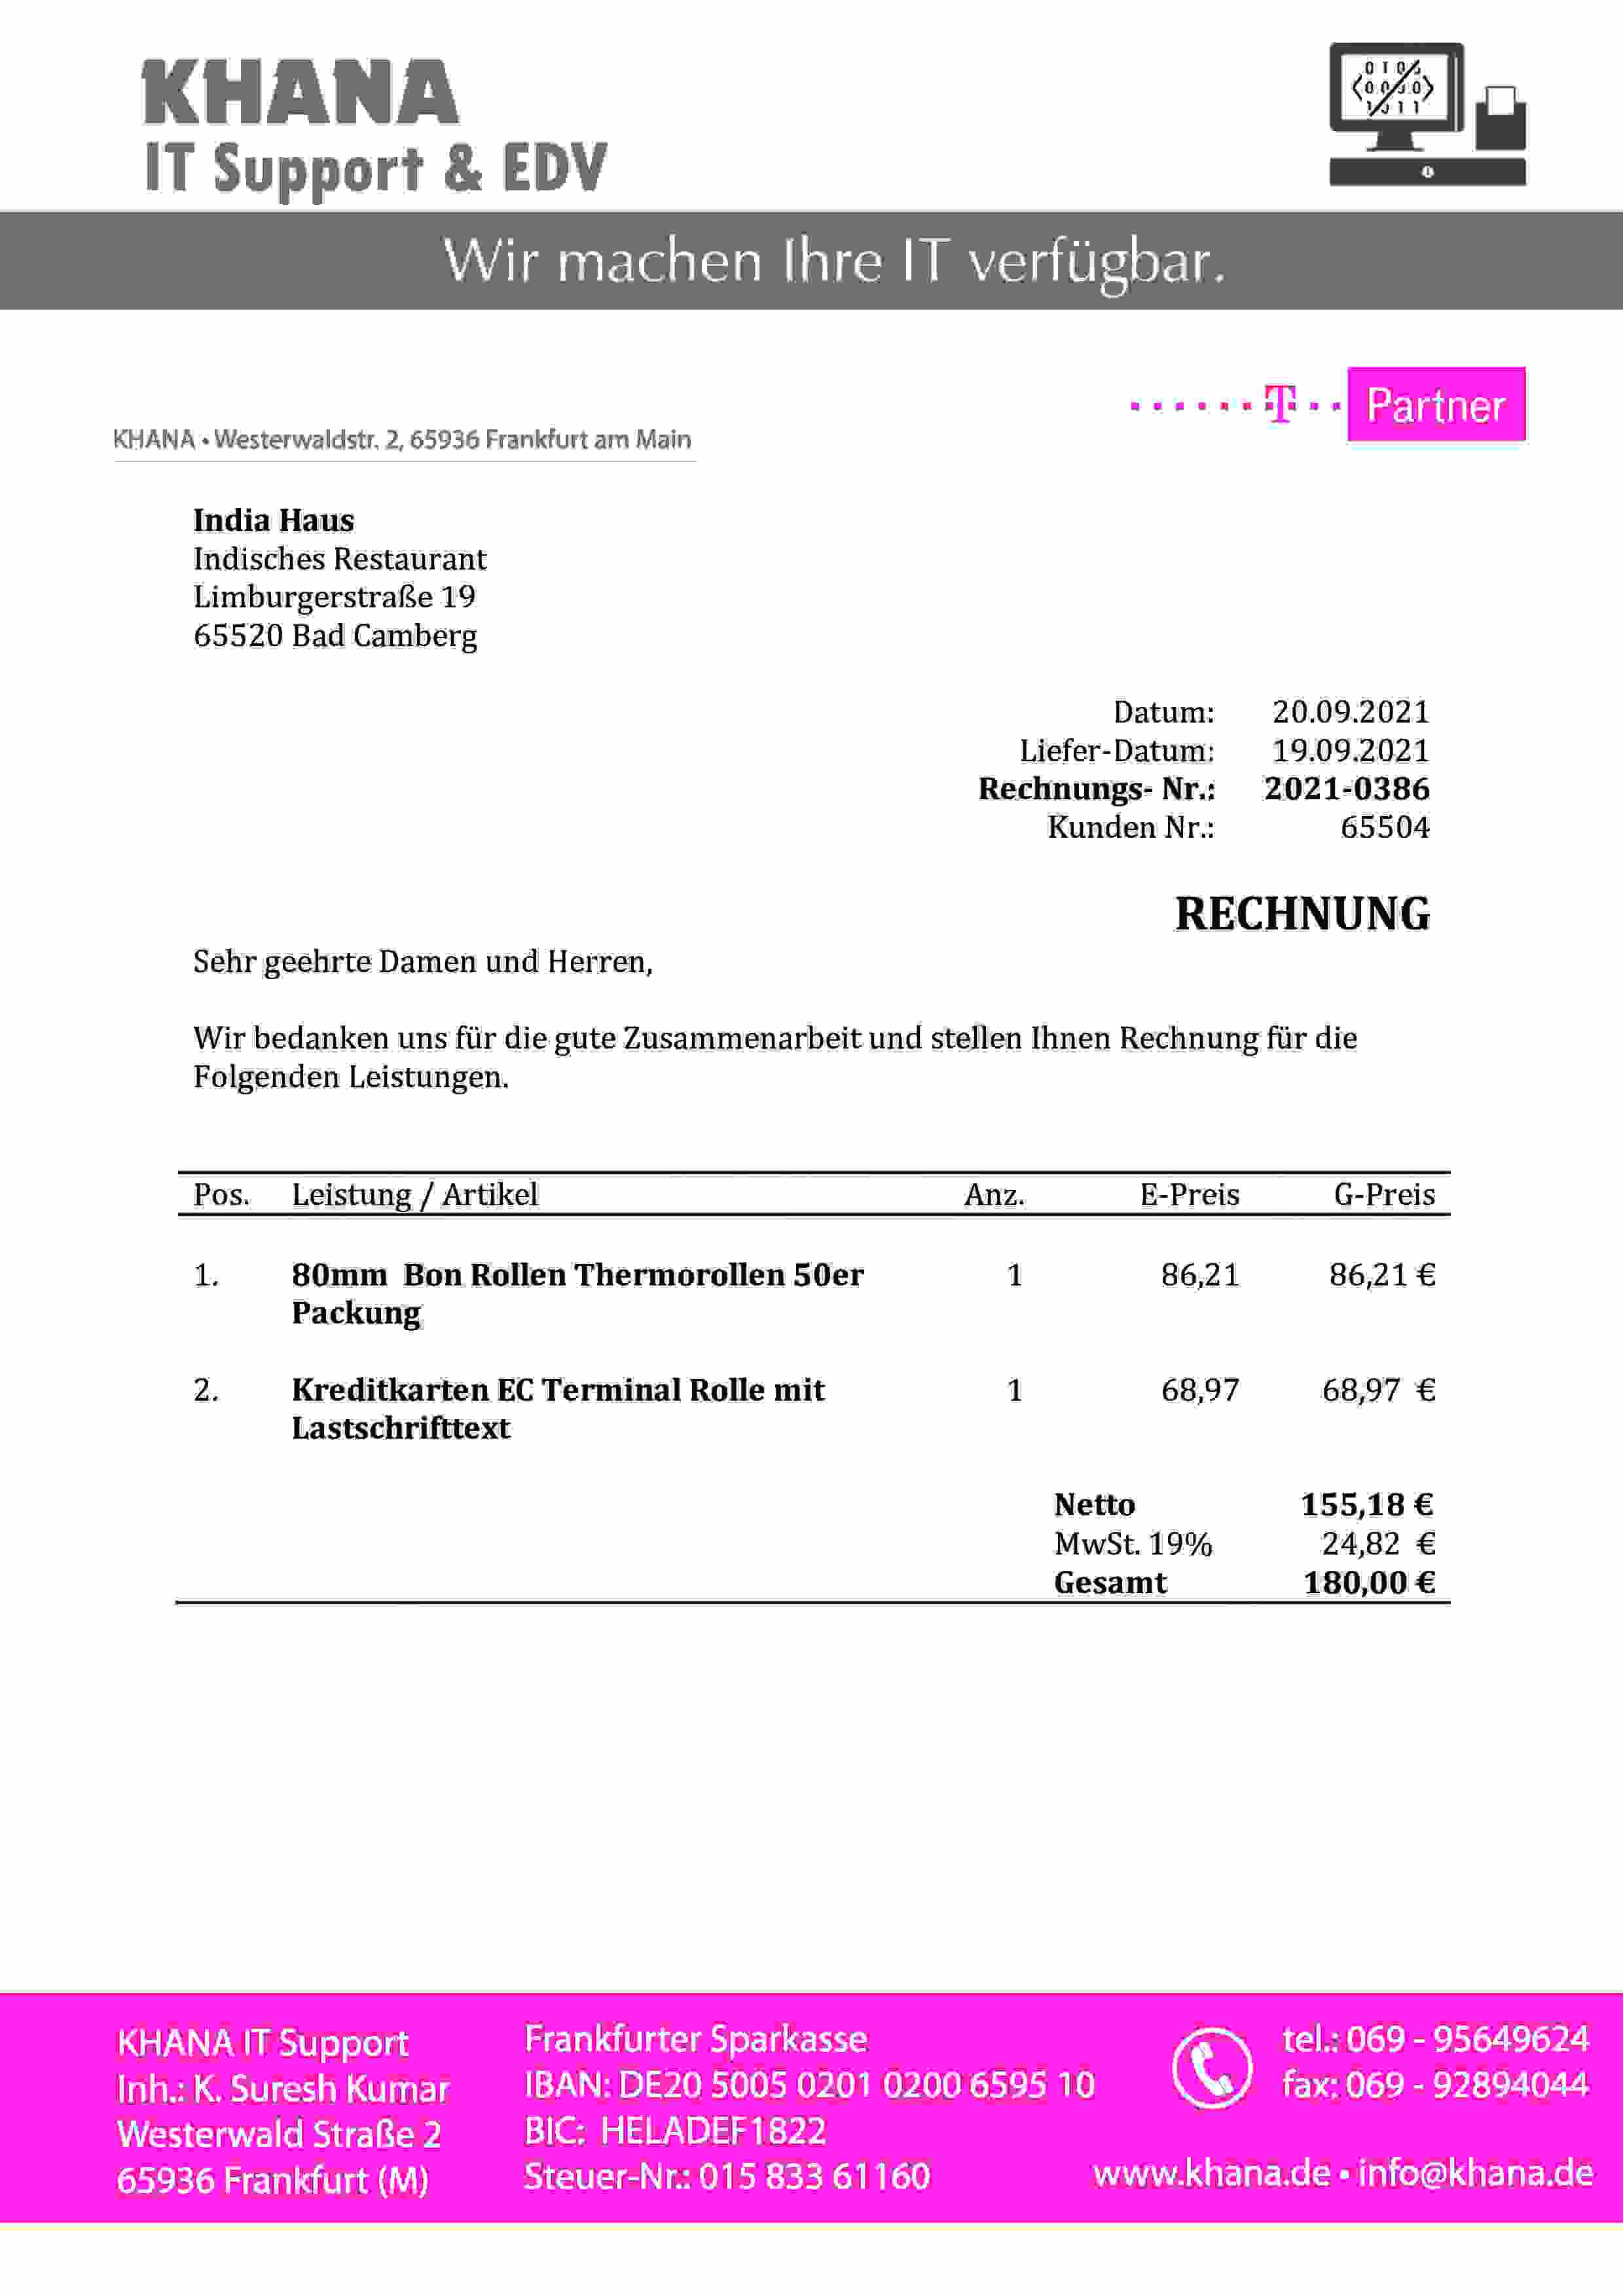 KHANA
IT Support & EDV
Wir machen Ihre IT verfügbar.
T Partner
KHANA • Westerwaldstr. 2, 65936 Frankfurt am Main
India Haus
Indisches Restaurant
Limburgerstraße 19
65520 Bad Camberg
Datum: 20.09.2021
Liefer-Datum: 19.09.2021
Rechnungs- Nr.: 2021-0386
Kunden Nr.: 65504
RECHNUNG
Sehr geehrte Damen und Herren,
Wir bedanken uns für die gute Zusammenarbeit und stellen Ihnen Rechnung für die
Folgenden Leistungen.
Pos. Leistung / Artikel Anz. E-Preis G-Preis
1. 80mm Bon Rollen Thermorollen 50er 1 86,21 86,21 €
Packung
2. Kreditkarten EC Terminal Rolle mit 1 68,97 68,97 €
Lastschrifttext
Netto 155,18 €
MwSt. 19% 24,82 €
Gesamt 180,00 €
KHANA IT Support
Inh.: K. Suresh Kumar
Westerwald Straße 2
65936 Frankfurt (M)
Frankfurter Sparkasse
IBAN: DE20 5005 0201 0200 6595 10
BIC: HELADEF1822
Steuer-Nr.: 015 833 61160
tel.: 069 - 95649624
fax: 069 - 92894044
www.khana.de • info@khana.de